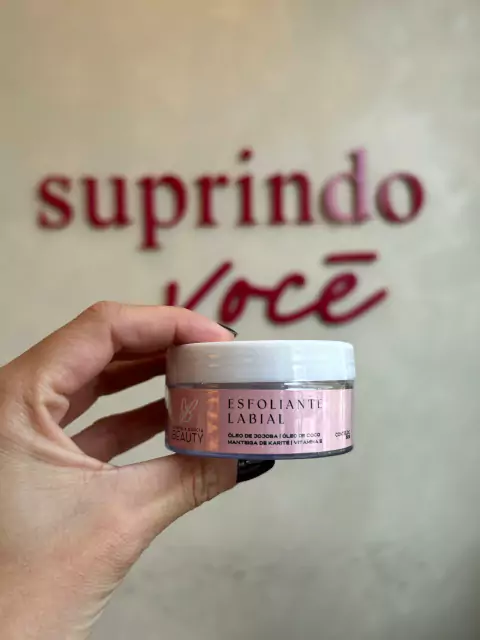 suprindo
você
ESFOLIANTE
LABIAL
BEAUTY
ÓLEO DE JOJOBA | ÓLEO DE COCO
MANTEIGA DE KARITÉ | VITAMINA E